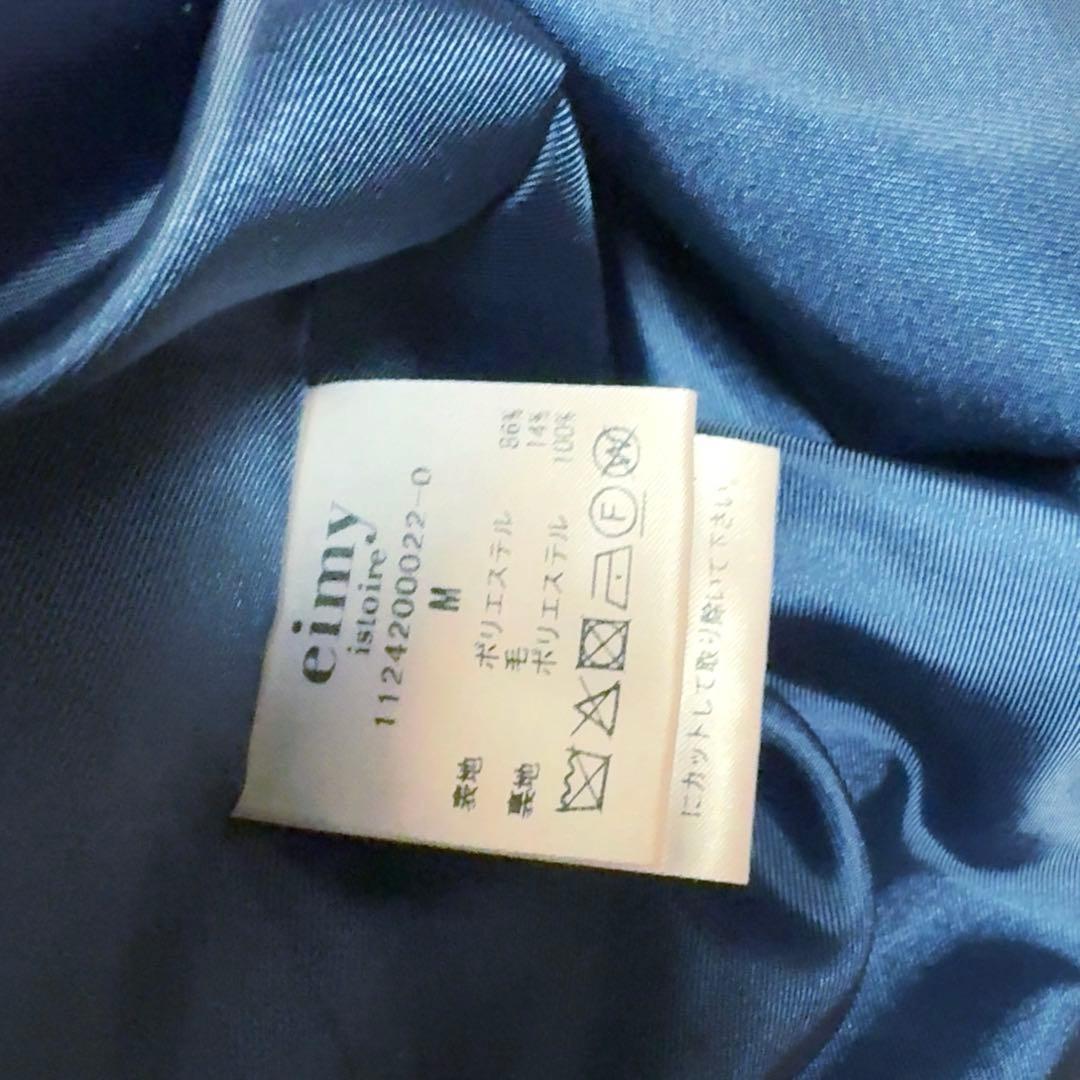 eimy
istoire
1124200022-0
M
表地
ポリエステル 86%
毛 14%
裏地 ポリエステル 100%
F
W
にカットして取り除いて下さい。